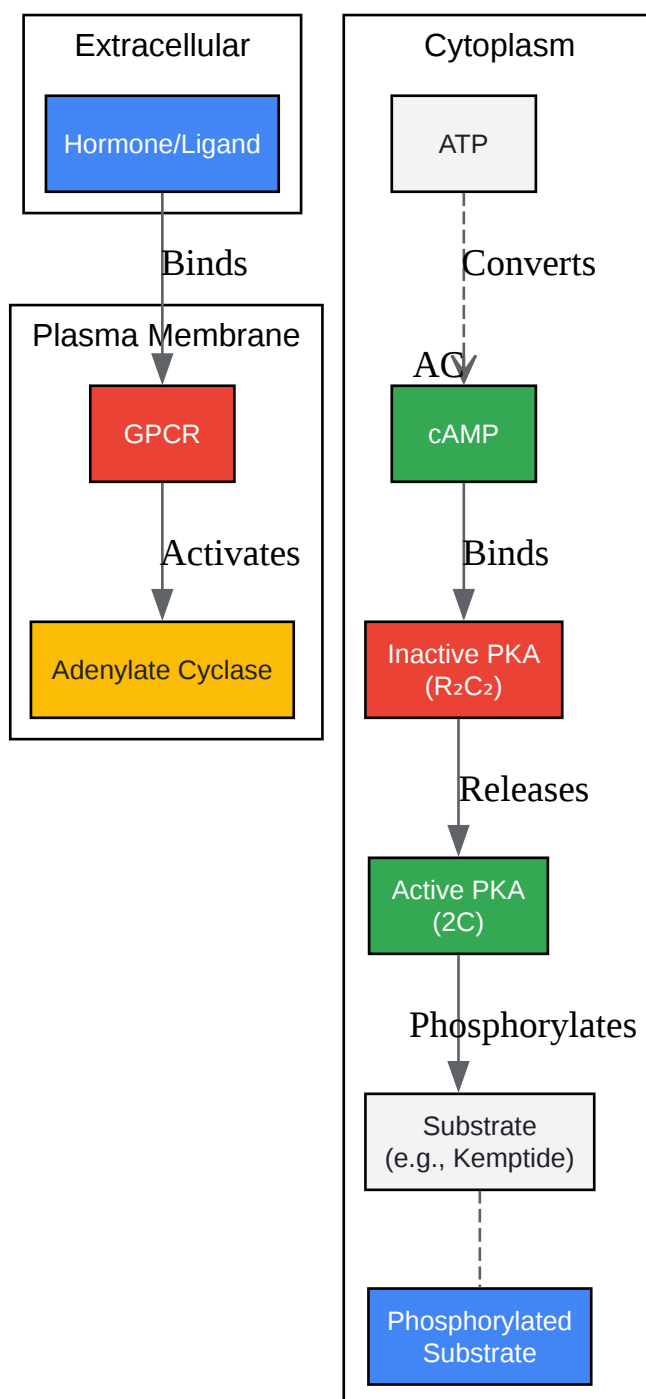 Extracellular
Hormone/Ligand
Binds
Plasma Membrane
GPCR
Activates
Adenylate Cyclase
Cytoplasm
ATP
Converts
AC
cAMP
Binds
Inactive PKA
(R₂C₂)
Releases
Active PKA
(2C)
Phosphorylates
Substrate
(e.g., Kemptide)
Phosphorylated
Substrate